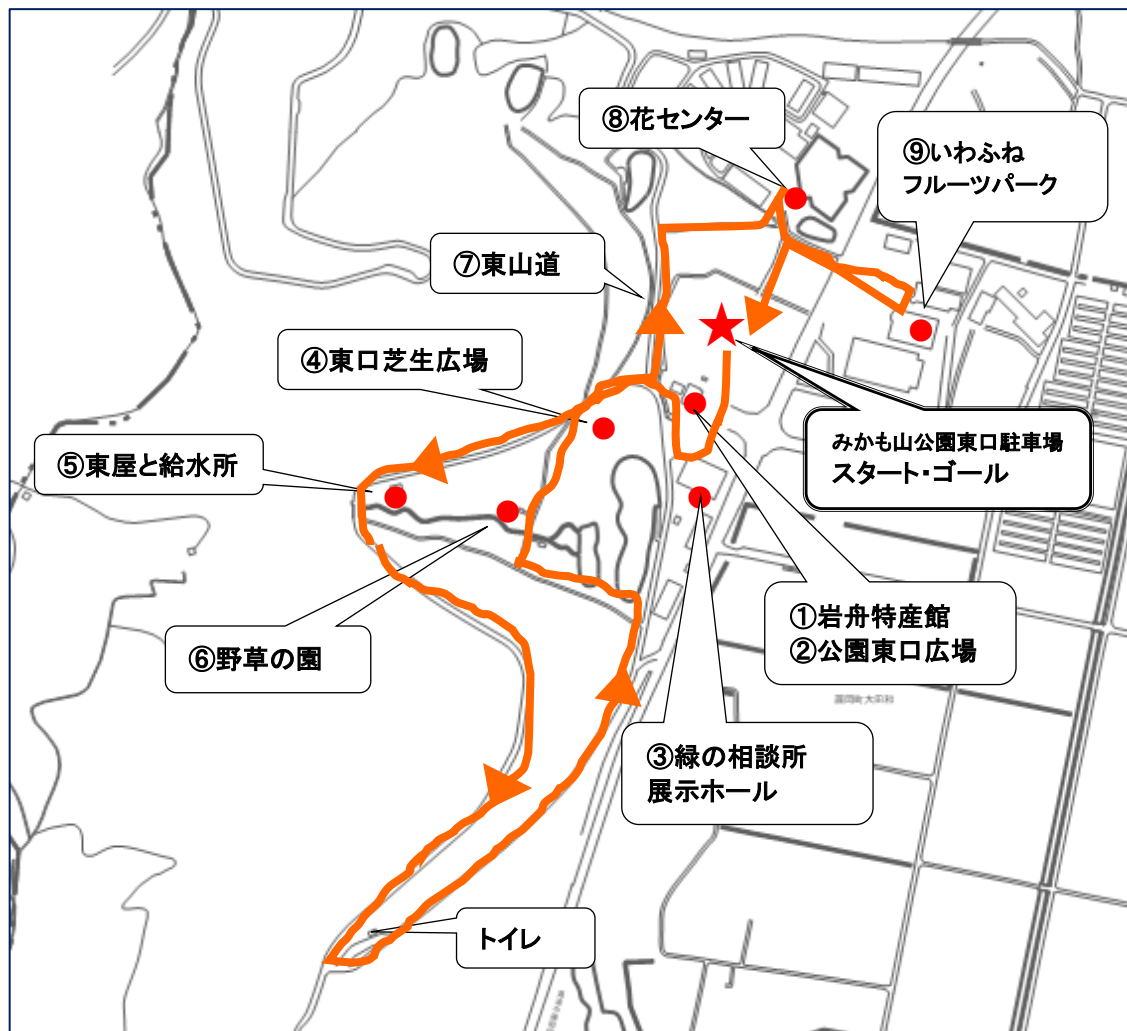 ⑧花センター
⑨いわふね
フルーツパーク
⑦東山道
④東口芝生広場
みかも山公園東口駐車場
スタート・ゴール
⑤東屋と給水所
①岩舟特産館
②公園東口広場
⑥野草の園
③緑の相談所
展示ホール
トイレ